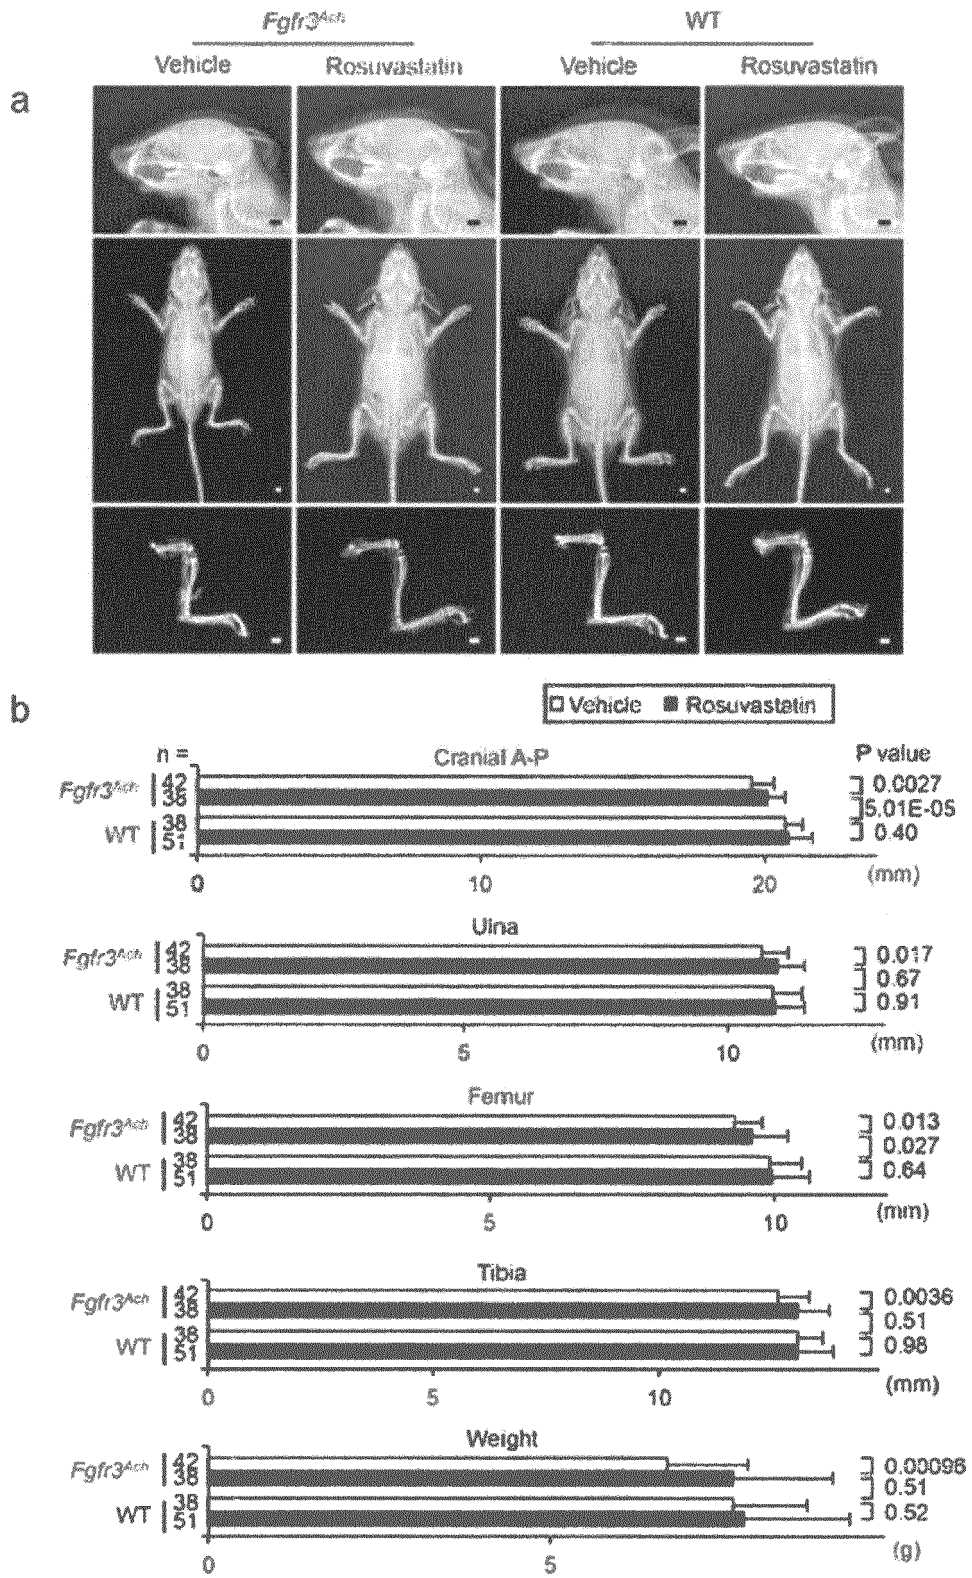 Fgfr3Ach WT
Vehicle Rosuvastatin Vehicle Rosuvastatin
a
b
Vehicle Rosuvastatin
n = Cranial A-P P value
Fgfr3Ach 42 0.0027
38 5.01E-05
WT 38 0.40
51
0 10 20 (mm)
Ulna
Fgfr3Ach 42 0.017
38 0.67
WT 38 0.91
51
0 5 10 (mm)
Femur
Fgfr3Ach 42 0.013
38 0.027
WT 38 0.64
51
0 5 10 (mm)
Tibia
Fgfr3Ach 42 0.0036
38 0.51
WT 38 0.98
51
0 5 10 (mm)
Weight
Fgfr3Ach 42 0.00098
38 0.51
WT 38 0.52
51
0 5 (g)